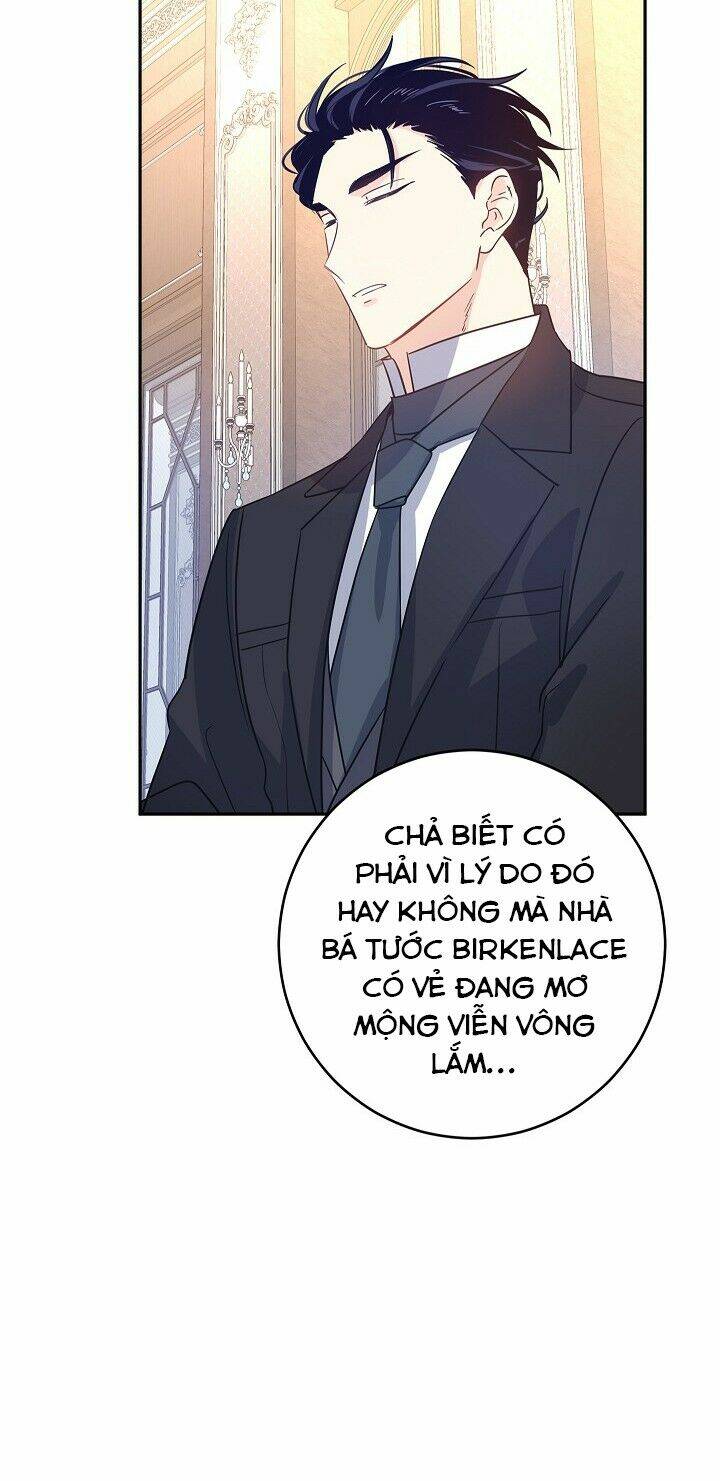 CHẢ BIẾT CÓ
PHẢI VÌ LÝ DO ĐÓ
HAY KHÔNG MÀ NHÀ
BÁ TƯỚC BIRKENLACE
CÓ VẺ ĐANG MƠ
MỘNG VIỄN VÔNG
LẮM...